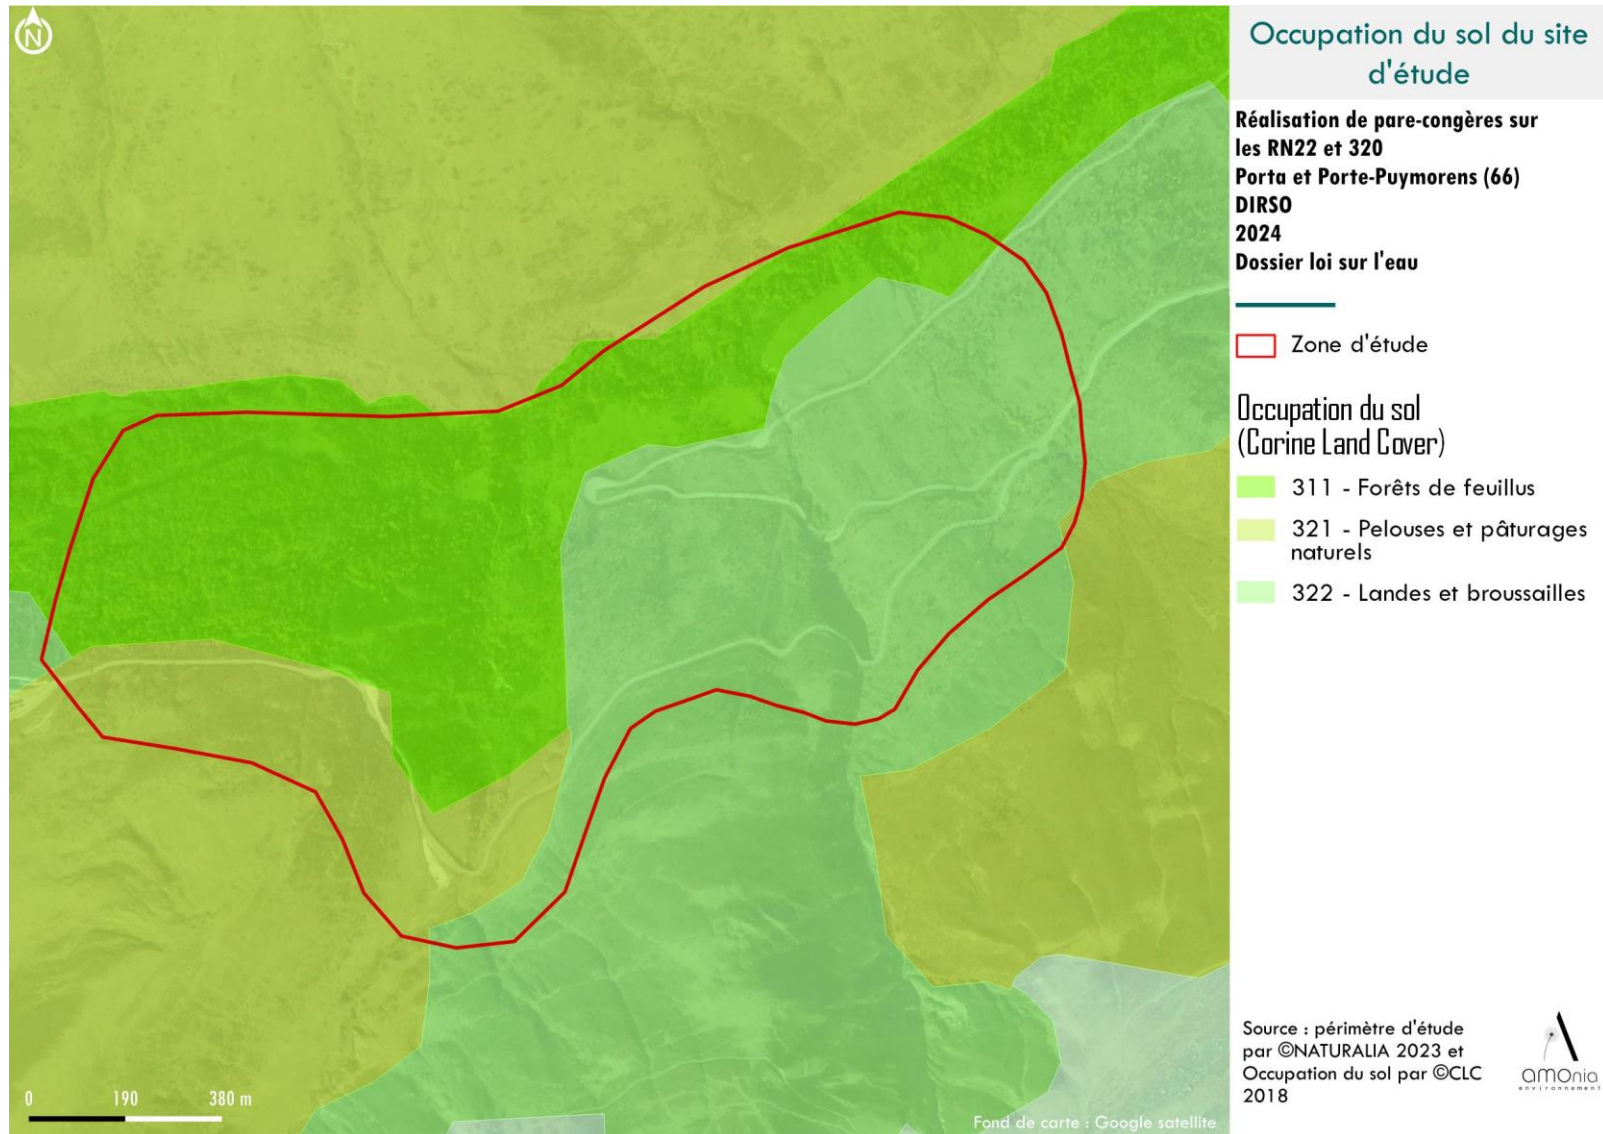 N
Occupation du sol du site
d'étude
Réalisation de pare-congères sur
les RN22 et 320
Porta et Porte-Puymorens (66)
DIRSO
2024
Dossier loi sur l'eau
Zone d'étude
Occupation du sol
(Corine Land Cover)
311 - Forêts de feuillus
321 - Pelouses et pâturages
naturels
322 - Landes et broussailles
Source : périmètre d'étude
par ©NATURALIA 2023 et
Occupation du sol par ©CLC
2018
amonia
environnement
0 190 380 m
Fond de carte : Google satellite